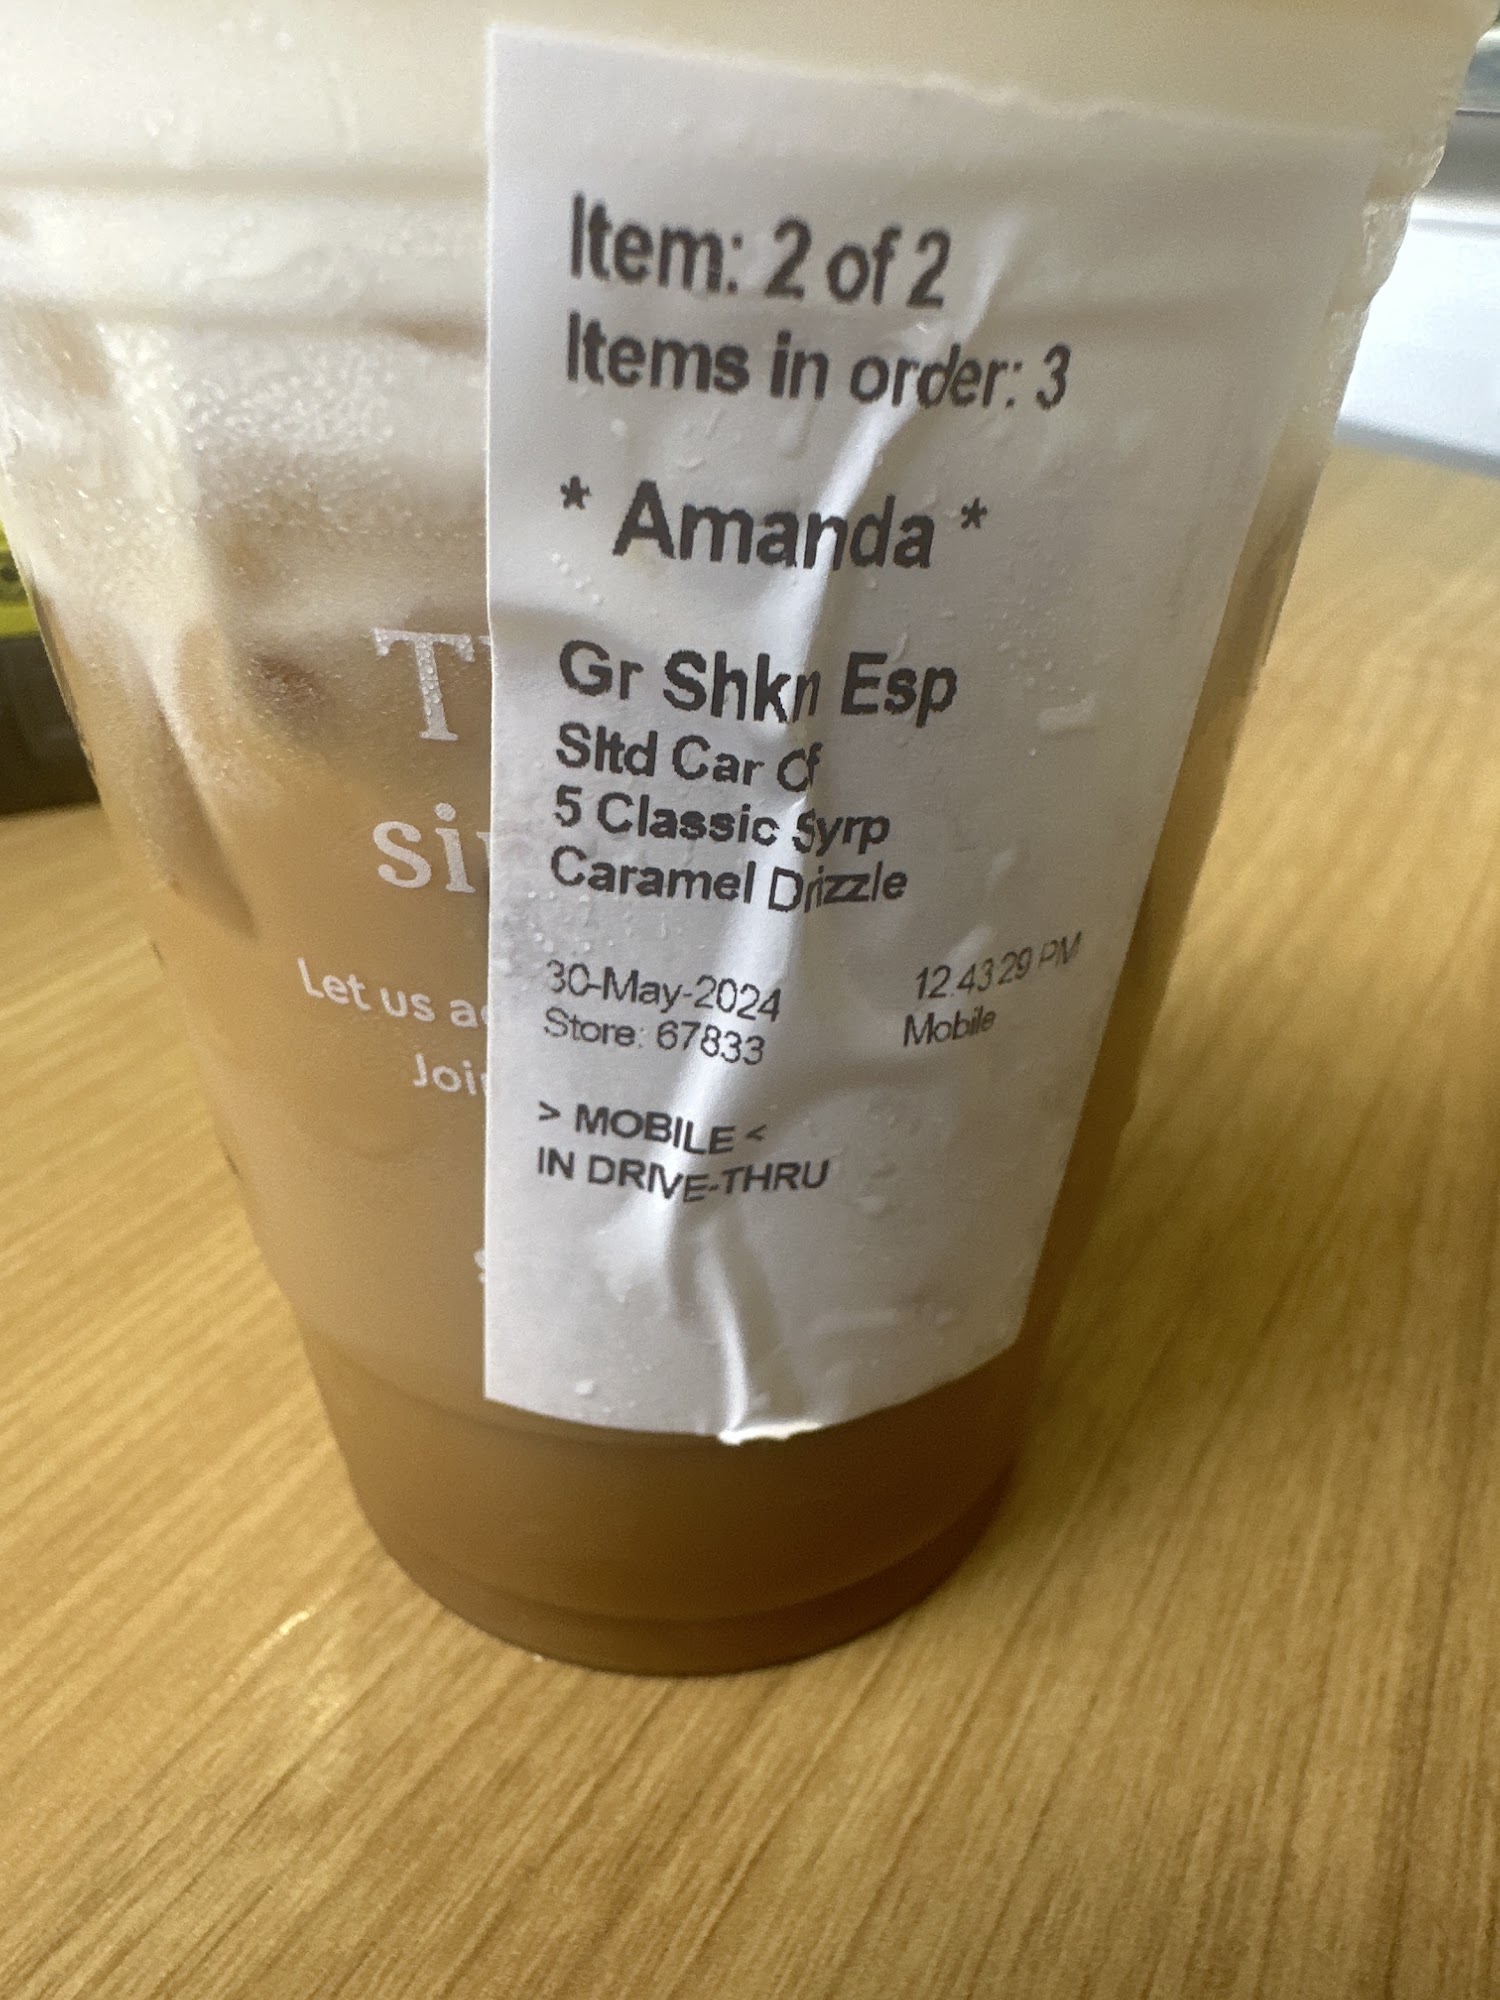 Item: 2 of 2
Items in order: 3
* Amanda *
Gr Shkn Esp
Sltd Car Cf
5 Classic Syrp
Caramel Drizzle
30-May-2024 12:43:29 PM
Store: 67833 Mobile
> MOBILE <
IN DRIVE-THRU
Let us